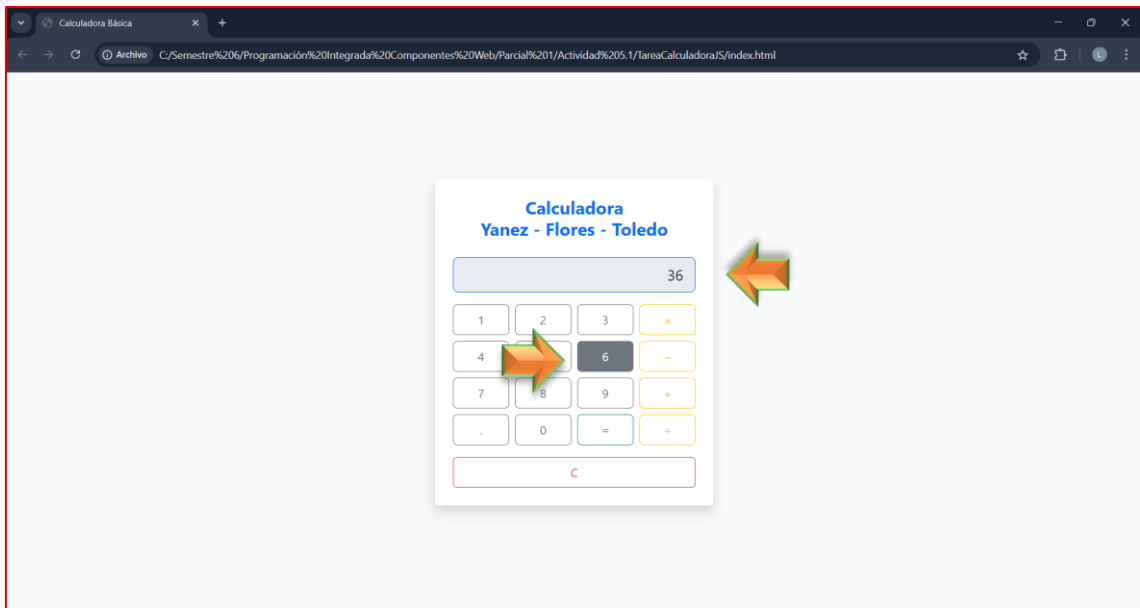 Calculadora Básica
Archivo C:/Semestre%206/Programación%20Integrada%20Componentes%20Web/Parcial%201/Actividad%205.1/TareaCalculadoraJS/index.html
L
Calculadora
Yanez - Flores - Toledo
36
1 2 3 ×
4 6 −
7 8 9 +
. 0 = ÷
C